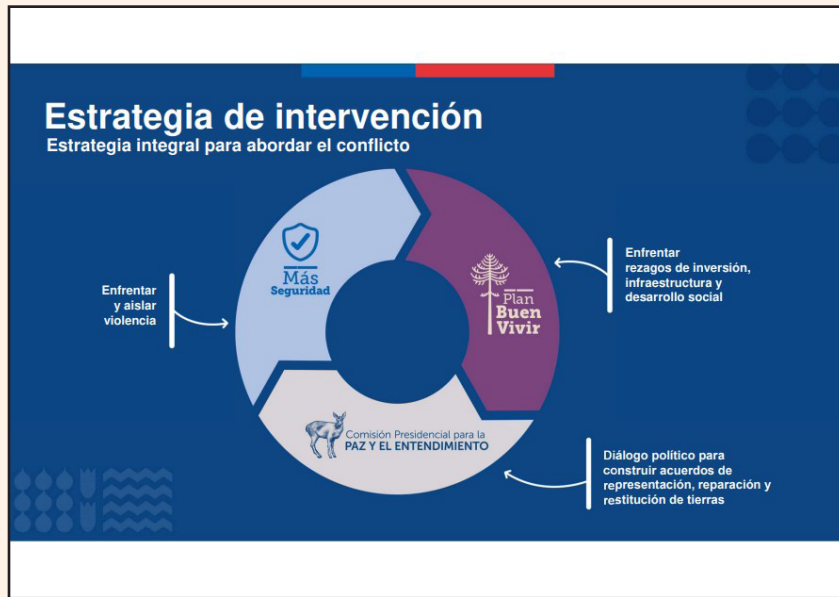 Estrategia de intervención
Estrategia integral para abordar el conflicto
Más
Seguridad
Enfrentar
y aislar
violencia
Plan
Buen
Vivir
Enfrentar
rezagos de inversión,
infraestructura y
desarrollo social
Comisión Presidencial para la
PAZ Y EL ENTENDIMIENTO
Diálogo político para
construir acuerdos de
representación, reparación y
restitución de tierras